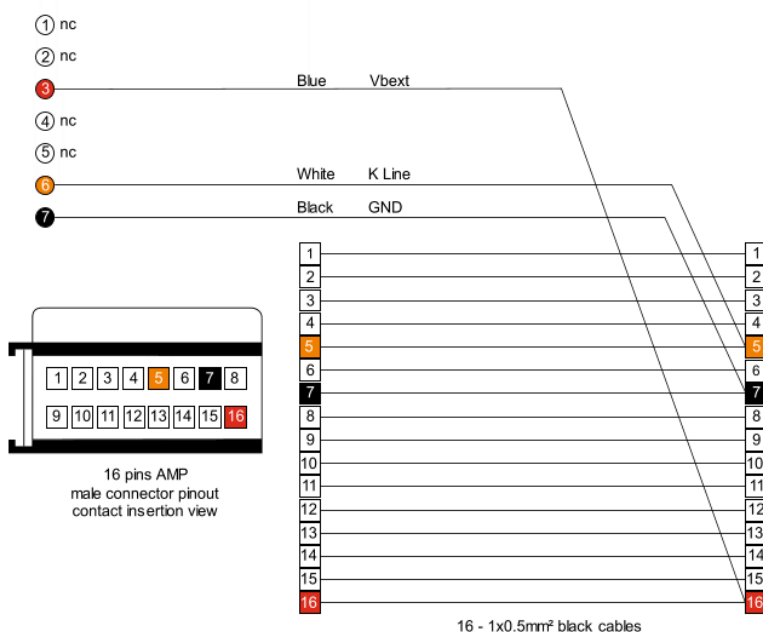 1 nc
2 nc
3 Blue Vbext
4 nc
5 nc
6 White K Line
7 Black GND
1 1
2 2
3 3
4 4
5 5
6 6
7 7
8 8
9 9
10 10
11 11
12 12
13 13
14 14
15 15
16 16
1 2 3 4 5 6 7 8
9 10 11 12 13 14 15 16
16 pins AMP
male connector pinout
contact insertion view
16 - 1x0.5mm² black cables